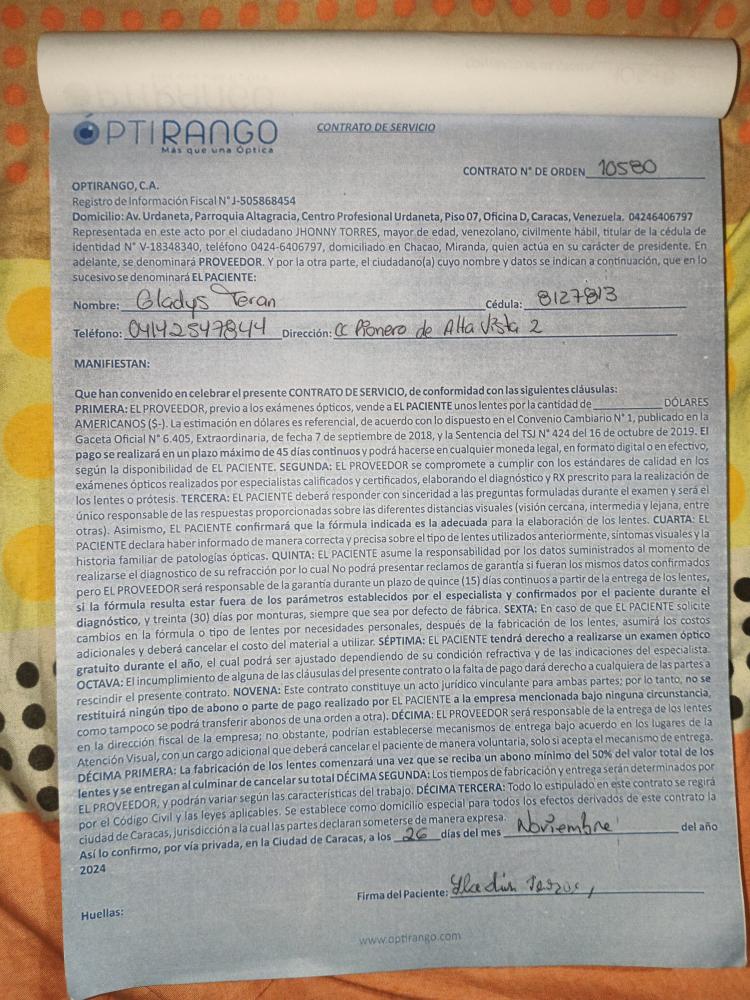 ÓPTIRANGO
Más que una Óptica
CONTRATO DE SERVICIO
CONTRATO N° DE ORDEN 10580
OPTIRANGO, C.A.
Registro de Información Fiscal N° J-505868454
Domicilio: Av. Urdaneta, Parroquia Altagracia, Centro Profesional Urdaneta, Piso 07, Oficina D, Caracas, Venezuela. 04246406797
Representada en este acto por el ciudadano JHONNY TORRES, mayor de edad, venezolano, civilmente hábil, titular de la cédula de
identidad N° V-18348340, teléfono 0424-6406797, domiciliado en Chacao, Miranda, quien actúa en su carácter de presidente. En
adelante, se denominará PROVEEDOR. Y por la otra parte, el ciudadano(a) cuyo nombre y datos se indican a continuación, que en lo
sucesivo se denominará EL PACIENTE:
Nombre: Gladys Teran Cédula: 8127813
Teléfono: 04142547844 Dirección: CC Pionero de Alta Vista 2
MANIFIESTAN:
Que han convenido en celebrar el presente CONTRATO DE SERVICIO, de conformidad con las siguientes cláusulas:
PRIMERA: EL PROVEEDOR, previo a los exámenes ópticos, vende a EL PACIENTE unos lentes por la cantidad de DÓLARES
AMERICANOS ($-). La estimación en dólares es referencial, de acuerdo con lo dispuesto en el Convenio Cambiario N° 1, publicado en la
Gaceta Oficial N° 6.405, Extraordinaria, de fecha 7 de septiembre de 2018, y la Sentencia del TSJ N° 424 del 16 de octubre de 2019. El
pago se realizará en un plazo máximo de 45 días continuos y podrá hacerse en cualquier moneda legal, en formato digital o en efectivo,
según la disponibilidad de EL PACIENTE. SEGUNDA: EL PROVEEDOR se compromete a cumplir con los estándares de calidad en los
exámenes ópticos realizados por especialistas calificados y certificados, elaborando el diagnóstico y RX prescrito para la realización de
los lentes o prótesis. TERCERA: EL PACIENTE deberá responder con sinceridad a las preguntas formuladas durante el examen y será el
único responsable de las respuestas proporcionadas sobre las diferentes distancias visuales (visión cercana, intermedia y lejana, entre
otras). Asimismo, EL PACIENTE confirmará que la fórmula indicada es la adecuada para la elaboración de los lentes. CUARTA: EL
PACIENTE declara haber informado de manera correcta y precisa sobre el tipo de lentes utilizados anteriormente, síntomas visuales y la
historia familiar de patologías ópticas. QUINTA: EL PACIENTE asume la responsabilidad por los datos suministrados al momento de
realizarse el diagnostico de su refracción por lo cual No podrá presentar reclamos de garantía si fueran los mismos datos confirmados
pero EL PROVEEDOR será responsable de la garantía durante un plazo de quince (15) días continuos a partir de la entrega de los lentes,
si la fórmula resulta estar fuera de los parámetros establecidos por el especialista y confirmados por el paciente durante el
diagnóstico, y treinta (30) días por monturas, siempre que sea por defecto de fábrica. SEXTA: En caso de que EL PACIENTE solicite
cambios en la fórmula o tipo de lentes por necesidades personales, después de la fabricación de los lentes, asumirá los costos
adicionales y deberá cancelar el costo del material a utilizar. SÉPTIMA: EL PACIENTE tendrá derecho a realizarse un examen óptico
gratuito durante el año, el cual podrá ser ajustado dependiendo de su condición refractiva y de las indicaciones del especialista.
OCTAVA: El incumplimiento de alguna de las cláusulas del presente contrato o la falta de pago dará derecho a cualquiera de las partes a
rescindir el presente contrato. NOVENA: Este contrato constituye un acto jurídico vinculante para ambas partes; por lo tanto, no se
restituirá ningún tipo de abono o parte de pago realizado por EL PACIENTE a la empresa mencionada bajo ninguna circunstancia,
como tampoco se podrá transferir abonos de una orden a otra). DÉCIMA: EL PROVEEDOR será responsable de la entrega de los lentes
en la dirección fiscal de la empresa; no obstante, podrían establecerse mecanismos de entrega bajo acuerdo en los lugares de la
Atención Visual, con un cargo adicional que deberá cancelar el paciente de manera voluntaria, solo si acepta el mecanismo de entrega.
DÉCIMA PRIMERA: La fabricación de los lentes comenzará una vez que se reciba un abono mínimo del 50% del valor total de los
lentes y se entregan al culminar de cancelar su total DÉCIMA SEGUNDA: Los tiempos de fabricación y entrega serán determinados por
EL PROVEEDOR, y podrán variar según las características del trabajo. DÉCIMA TERCERA: Todo lo estipulado en este contrato se regirá
por el Código Civil y las leyes aplicables. Se establece como domicilio especial para todos los efectos derivados de este contrato la
ciudad de Caracas, jurisdicción a la cual las partes declaran someterse de manera expresa.
Así lo confirmo, por vía privada, en la Ciudad de Caracas, a los 26 días del mes Noviembre del año
2024
Firma del Paciente:
Huellas:
www.optirango.com